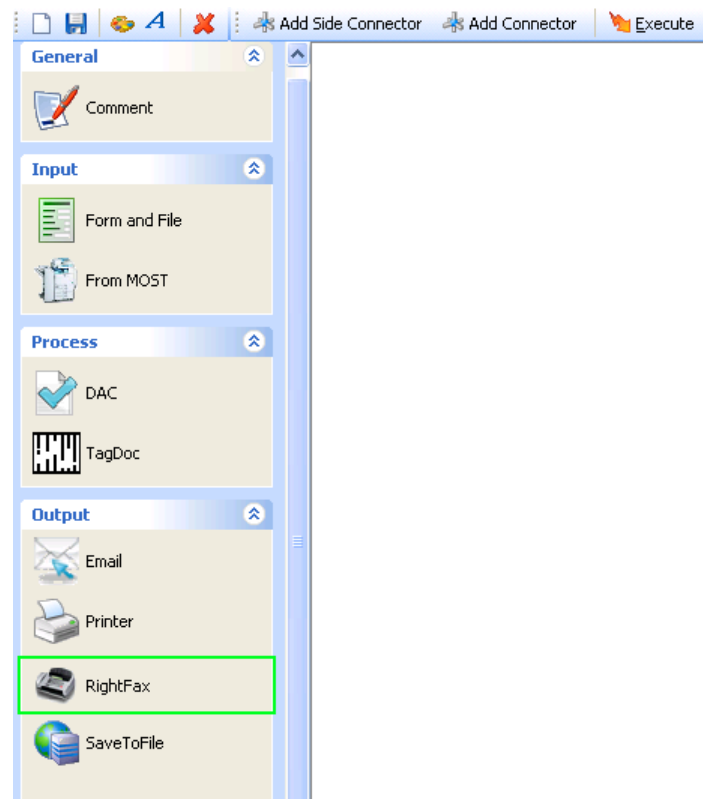 A Add Side Connector Add Connector Execute
General
Comment
Input
Form and File
From MOST
Process
DAC
TagDoc
Output
Email
Printer
RightFax
SaveToFile